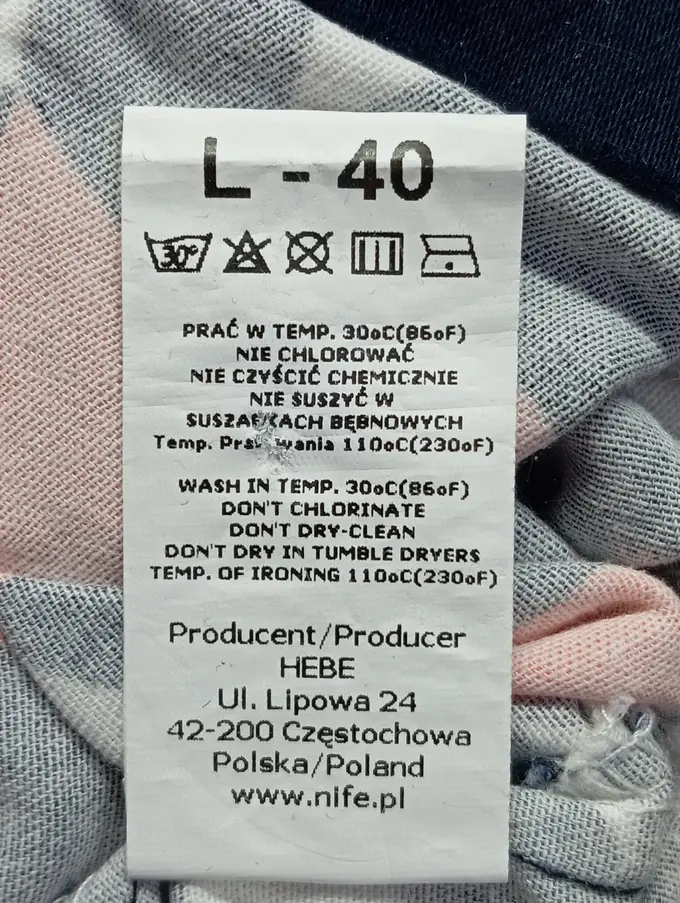 L - 40
30°
PRAĆ W TEMP. 30oC(86oF)
NIE CHLOROWAĆ
NIE CZYŚCIĆ CHEMICZNIE
NIE SUSZYĆ W
BĘBNOWYCH
Temp. 110oC(230oF)
WASH IN TEMP. 30oC(86oF)
DON'T CHLORINATE
DON'T DRY-CLEAN
DON'T DRY IN TUMBLE DRYERS
TEMP. OF IRONING 110oC(230oF)
Producent/Producer
HEBE
Ul. Lipowa 24
42-200 Częstochowa
Polska/Poland
www.nife.pl